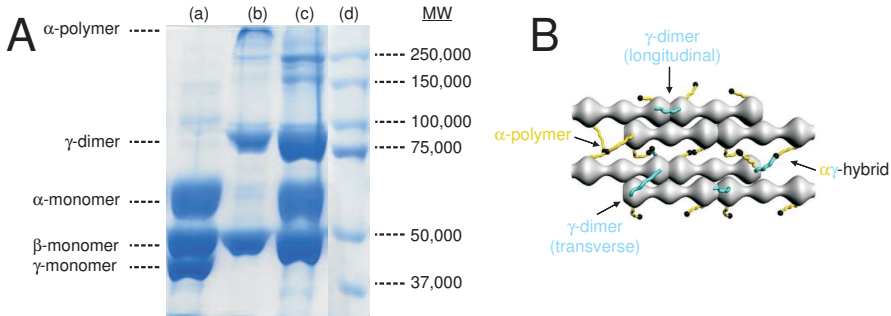 A
(a) (b) (c) (d)
MW
α-polymer
γ-dimer
α-monomer
β-monomer
γ-monomer
250,000
150,000
100,000
75,000
50,000
37,000
B
γ-dimer
(longitudinal)
α-polymer
αγ-hybrid
γ-dimer
(transverse)